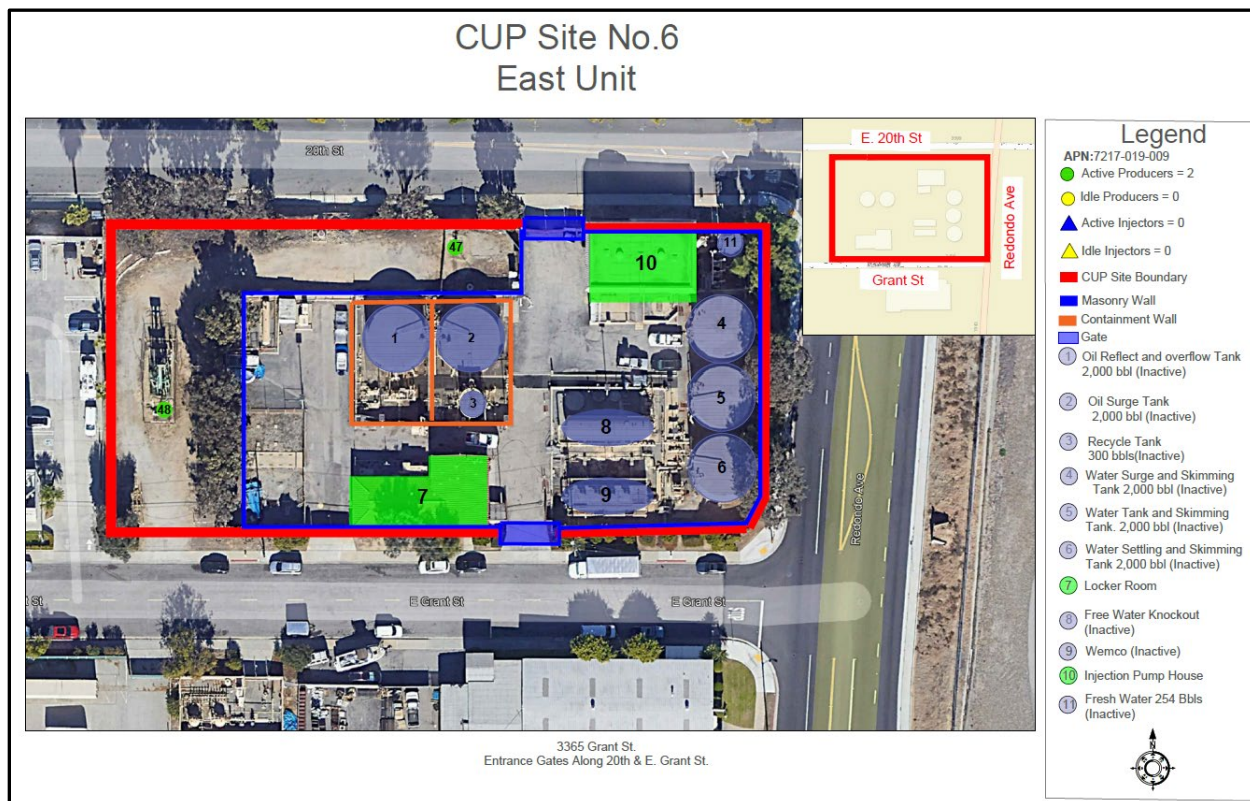 CUP Site No.6
East Unit
20th St
E. 20th St
Redondo Ave
Grant St
47
48
1
2
3
4
5
6
7
8
9
10
11
Redondo Ave
E Grant St
E Grant St
t St
3365 Grant St.
Entrance Gates Along 20th & E. Grant St.
Legend
APN:7217-019-009
Active Producers = 2
Idle Producers = 0
Active Injectors = 0
Idle Injectors = 0
CUP Site Boundary
Masonry Wall
Containment Wall
Gate
1 Oil Reflect and overflow Tank
2,000 bbl (Inactive)
2 Oil Surge Tank
2,000 bbl (Inactive)
3 Recycle Tank
300 bbls(Inactive)
4 Water Surge and Skimming
Tank 2,000 bbl (Inactive)
5 Water Tank and Skimming
Tank. 2,000 bbl (Inactive)
6 Water Settling and Skimming
Tank 2,000 bbl (Inactive)
7 Locker Room
8 Free Water Knockout
(Inactive)
9 Wemco (Inactive)
10 Injection Pump House
11 Fresh Water 254 Bbls
(Inactive)
N